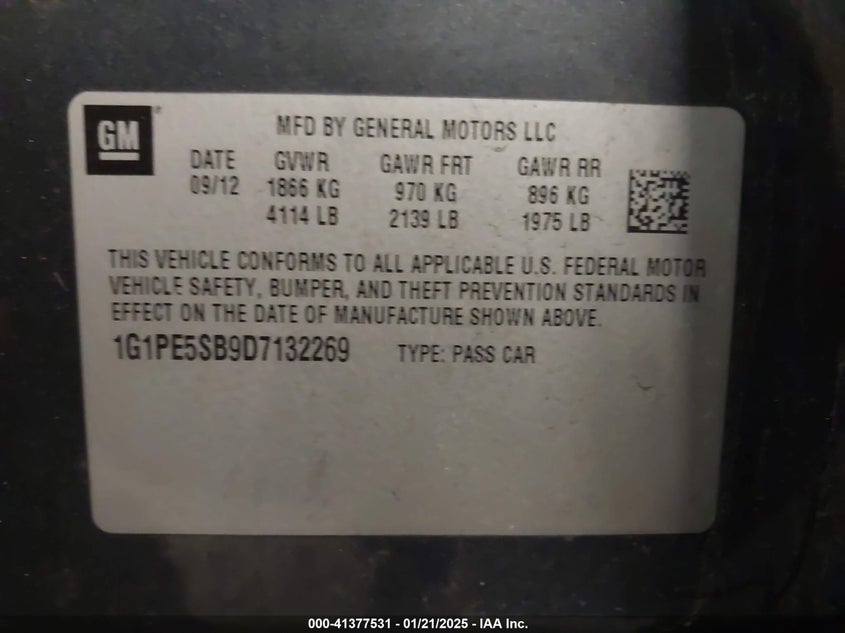 GM
MFD BY GENERAL MOTORS LLC
DATE GVWR GAWR FRT GAWR RR
09/12 1866 KG 970 KG 896 KG
4114 LB 2139 LB 1975 LB
THIS VEHICLE CONFORMS TO ALL APPLICABLE U.S. FEDERAL MOTOR
VEHICLE SAFETY, BUMPER, AND THEFT PREVENTION STANDARDS IN
EFFECT ON THE DATE OF MANUFACTURE SHOWN ABOVE.
1G1PE5SB9D7132269 TYPE: PASS CAR
000-41377531 - 01/21/2025 - IAA Inc.